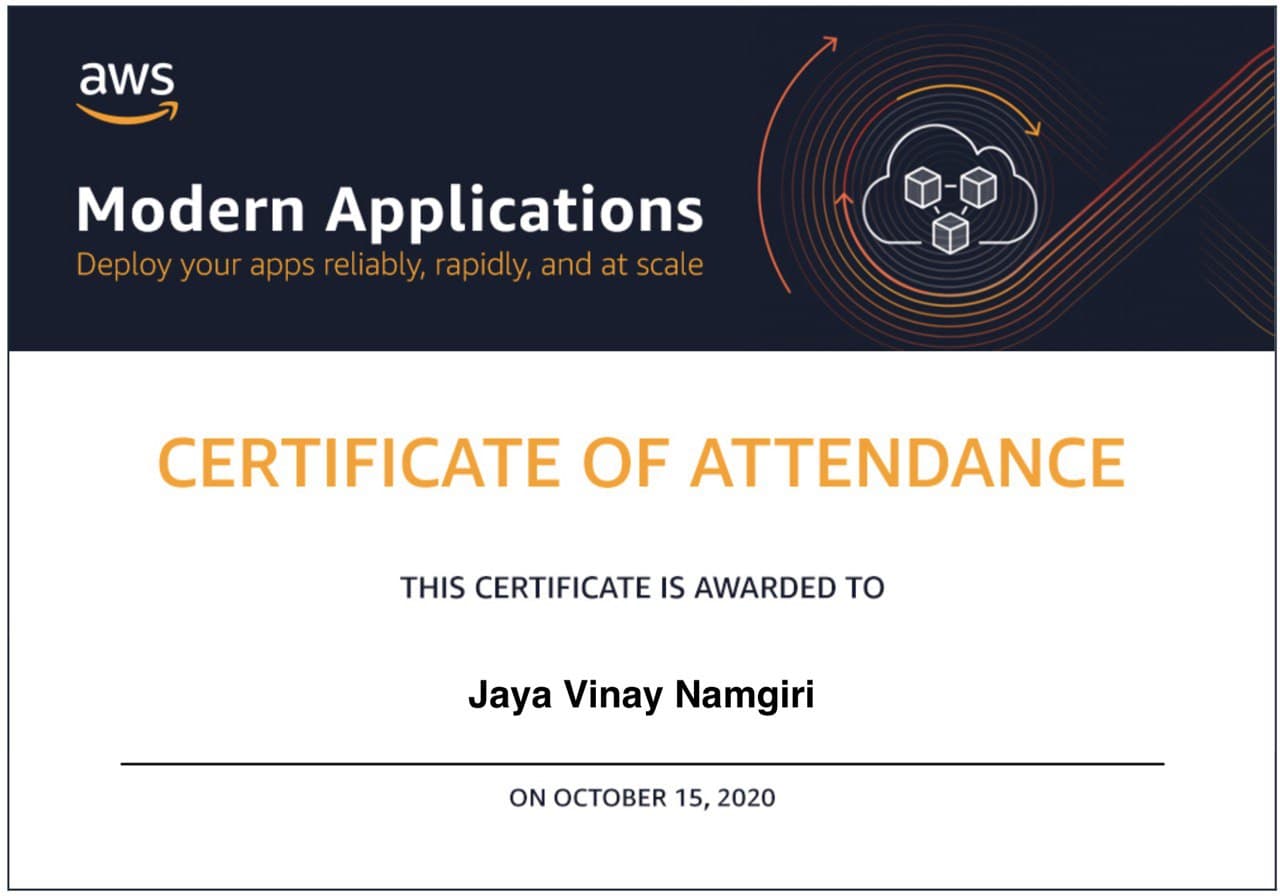 aws
Modern Applications
Deploy your apps reliably, rapidly, and at scale
CERTIFICATE OF ATTENDANCE
THIS CERTIFICATE IS AWARDED TO
Jaya Vinay Namgiri
ON OCTOBER 15, 2020